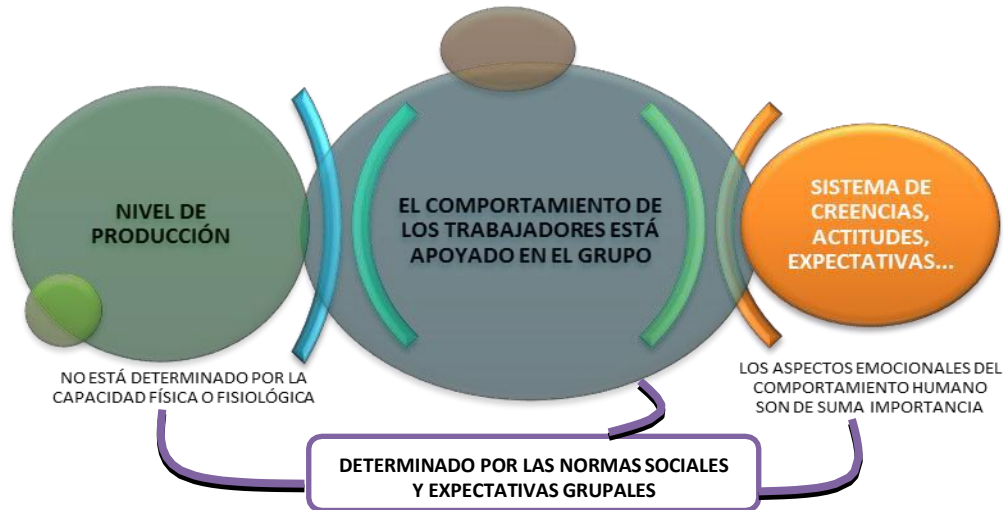 NIVEL DE
PRODUCCIÓN
EL COMPORTAMIENTO DE
LOS TRABAJADORES ESTÁ
APOYADO EN EL GRUPO
SISTEMA DE
CREENCIAS,
ACTITUDES,
EXPECTATIVAS...
NO ESTÁ DETERMINADO POR LA
CAPACIDAD FÍSICA O FISIOLÓGICA
LOS ASPECTOS EMOCIONALES DEL
COMPORTAMIENTO HUMANO
SON DE SUMA IMPORTANCIA
DETERMINADO POR LAS NORMAS SOCIALES
Y EXPECTATIVAS GRUPALES